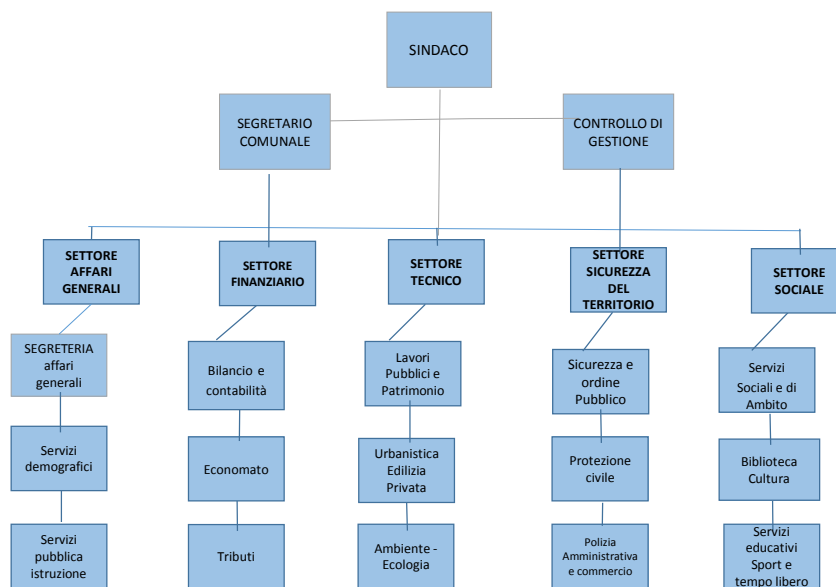 SINDACO
SEGRETARIO
COMUNALE
CONTROLLO DI
GESTIONE
SETTORE
AFFARI
GENERALI
SETTORE
FINANZIARIO
SETTORE
TECNICO
SETTORE
SICUREZZA
DEL
TERRITORIO
SETTORE
SOCIALE
SEGRETERIA
affari
generali
Bilancio e
contabilità
Lavori
Pubblici e
Patrimonio
Sicurezza e
ordine
Pubblico
Servizi
Sociali e di
Ambito
Servizi
demografici
Economato
Urbanistica
Edilizia
Privata
Protezione
civile
Biblioteca
Cultura
Servizi
pubblica
istruzione
Tributi
Ambiente -
Ecologia
Polizia
Amministrativa
e commercio
Servizi
educativi
Sport e
tempo libero